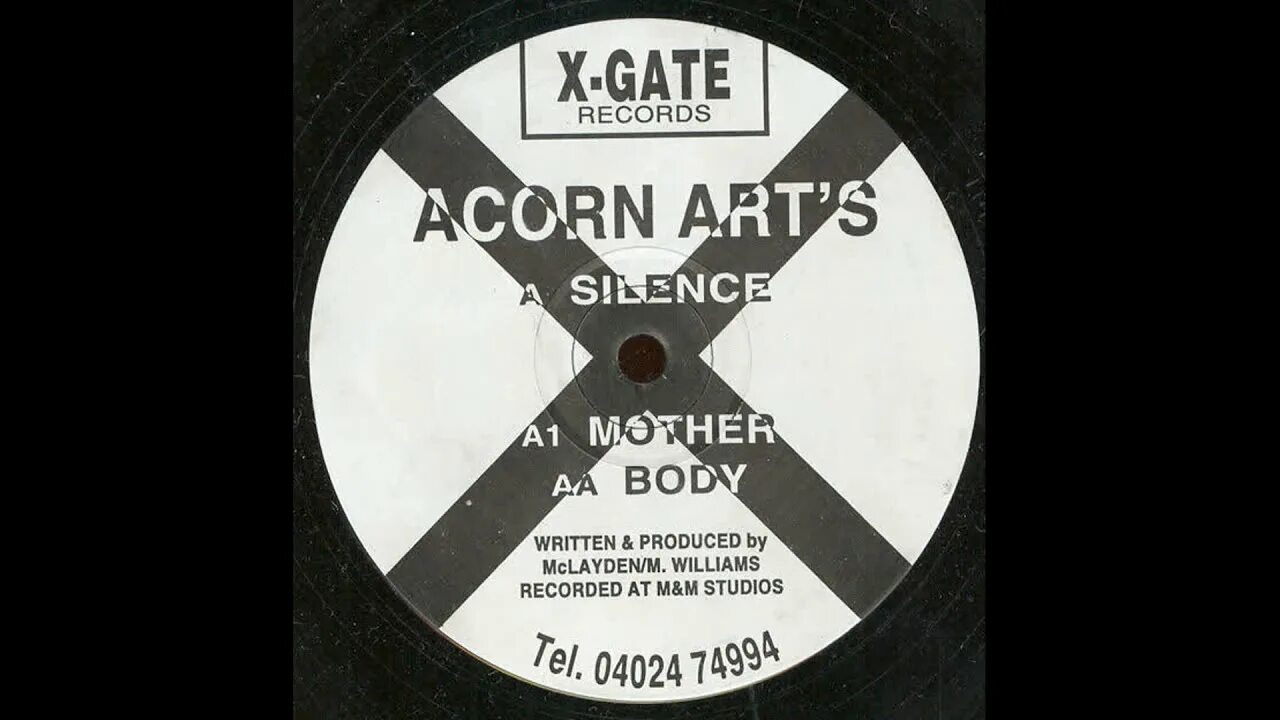 X-GATE
RECORDS
ACORN ART'S
A SILENCE
A1 MOTHER
AA BODY
WRITTEN & PRODUCED by
McLAYDEN/M. WILLIAMS
RECORDED AT M&M STUDIOS
Tel. 04024 74994